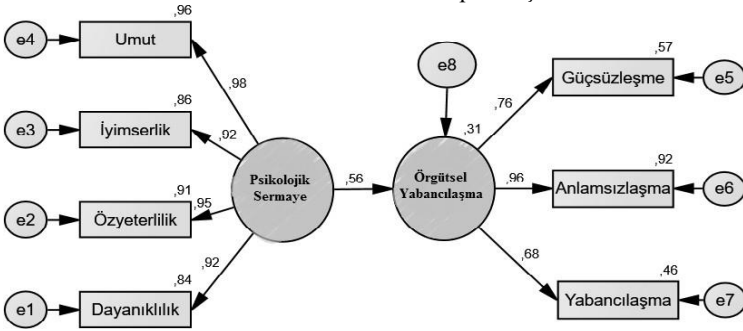 ,96
e4
Umut
,98
,86
e3
İyimserlik
,92
,91
e2
Özyeterlilik
,95
,84
e1
Dayanıklılık
,92
Psikolojik
Sermaye
,56
e8
,31
Örgütsel
Yabancılaşma
,76
,57
Güçsüzleşme
e5
,96
,92
Anlamsızlaşma
e6
,68
,46
Yabancılaşma
e7